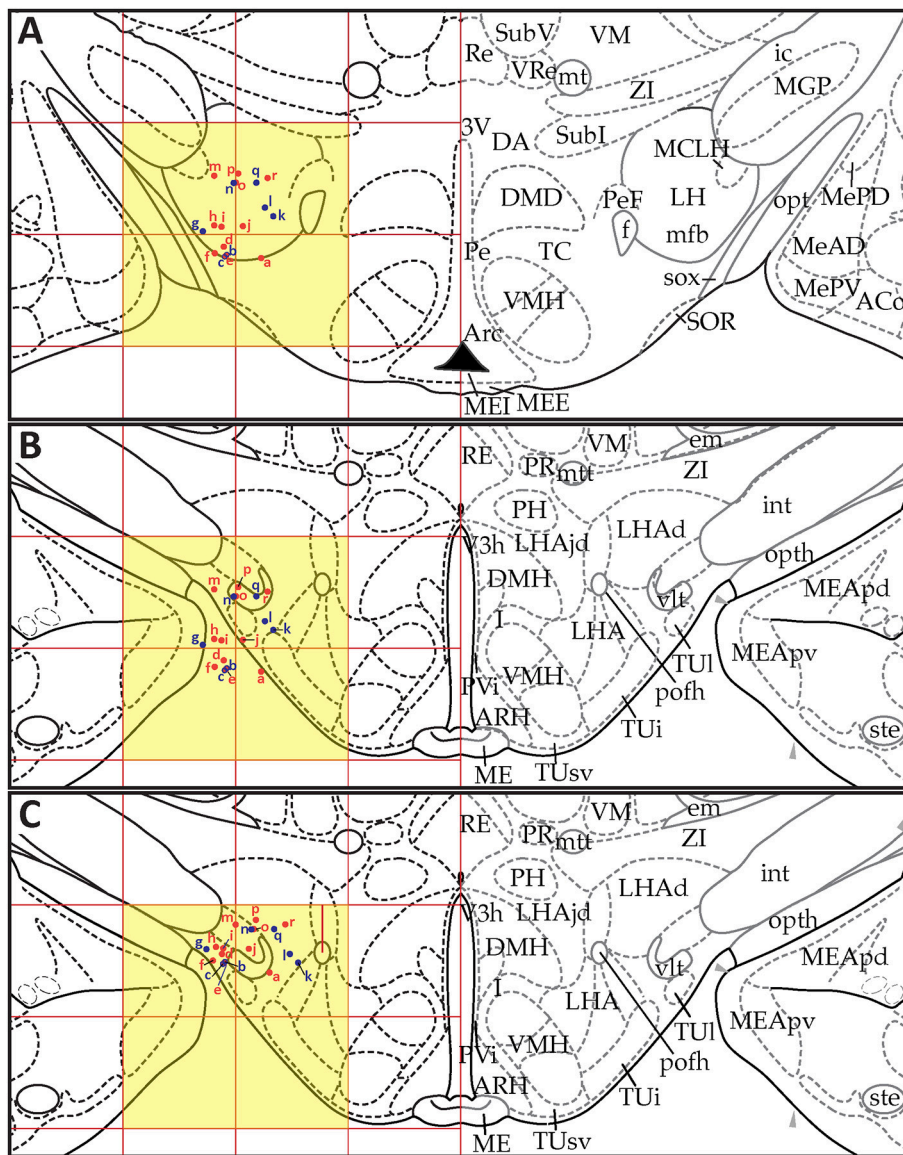 A
SubV
VM
Re
VRe
mt
ic
MGP
ZI
3V
DA
SubI
MCLH
m
p
q
r
n
o
DMD
PeF
LH
opt
MePD
l
k
g
h
i
j
f
mfb
d
Pe
TC
MeAD
f
c
b
e
a
sox
MePV
ACo
VMH
SOR
Arc
MEI
MEE
B
RE
PR
mtt
VM
em
ZI
PH
int
LHAd
V3h
LHAjd
opth
m
p
n
o
q
r
DMH
MEApd
vlt
l
k
g
h
i
j
I
LHA
d
f
c
b
e
a
PVi
VMH
TUl
MEApv
pofh
ARH
TUi
ste
ME
TUsv
C
RE
PR
mtt
VM
em
ZI
PH
int
LHAd
V3h
LHAjd
opth
m
p
o
r
q
g
h
i
j
d
l
k
DMH
MEApd
vlt
f
c
b
a
e
I
LHA
TUl
MEApv
PVi
VMH
pofh
ARH
TUi
ste
ME
TUsv